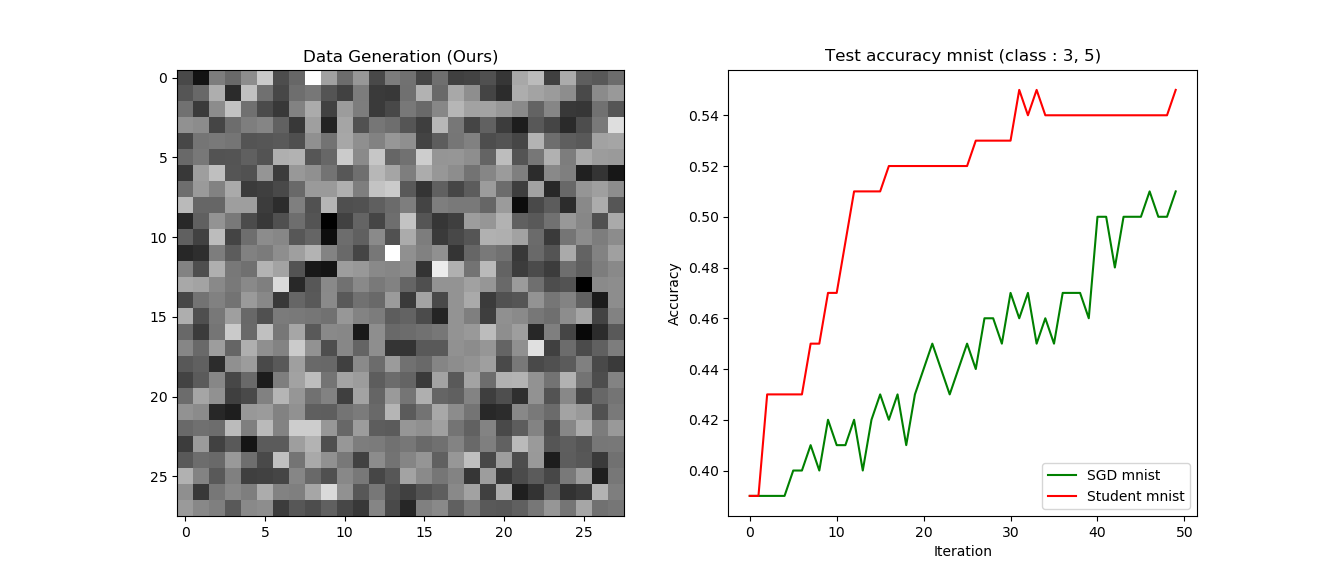 Data Generation (Ours)
0
5
10
15
20
25
0 5 10 15 20 25
Test accuracy mnist (class : 3, 5)
Accuracy
0.54
0.52
0.50
0.48
0.46
0.44
0.42
0.40
SGD mnist
Student mnist
0 10 20 30 40 50
Iteration